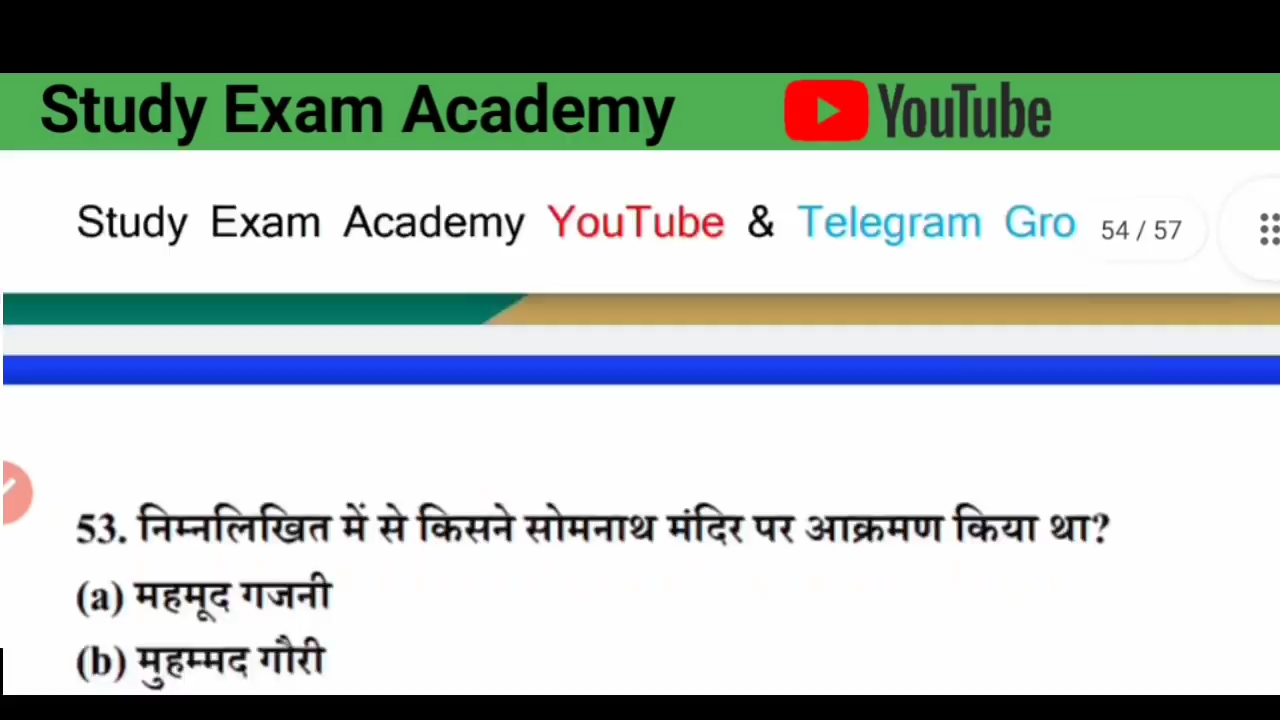 Study Exam Academy YouTube
Study Exam Academy YouTube & Telegram Gro 54 / 57
53. निम्नलिखित में से किसने सोमनाथ मंदिर पर आक्रमण किया था?
(a) महमूद गजनी
(b) मुहम्मद गौरी